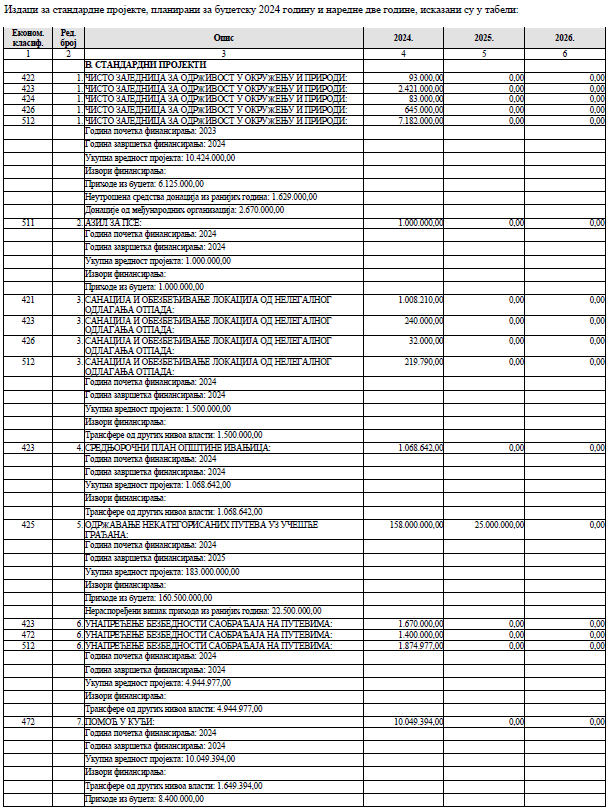 Издаци за стандардне пројекте, планирани за буџетску 2024 годину и наредне две године, исказани су у табели:
Економ. класиф. Ред. број Опис 2024. 2025. 2026.
1 2 3 4 5 6
В. СТАНДАРДНИ ПРОЈЕКТИ
422 1. ЧИСТО ЗАЈЕДНИЦА ЗА ОДРЖИВОСТ У ОКРУЖЕЊУ И ПРИРОДИ: 93.000,00 0,00 0,00
423 1. ЧИСТО ЗАЈЕДНИЦА ЗА ОДРЖИВОСТ У ОКРУЖЕЊУ И ПРИРОДИ: 2.421.000,00 0,00 0,00
424 1. ЧИСТО ЗАЈЕДНИЦА ЗА ОДРЖИВОСТ У ОКРУЖЕЊУ И ПРИРОДИ: 83.000,00 0,00 0,00
426 1. ЧИСТО ЗАЈЕДНИЦА ЗА ОДРЖИВОСТ У ОКРУЖЕЊУ И ПРИРОДИ: 645.000,00 0,00 0,00
512 1. ЧИСТО ЗАЈЕДНИЦА ЗА ОДРЖИВОСТ У ОКРУЖЕЊУ И ПРИРОДИ: 7.182.000,00 0,00 0,00
Година почетка финансирања: 2023
Година завршетка финансирања: 2024
Укупна вредност пројекта: 10.424.000,00
Извори финансирања:
Приходе из буџета: 6.125.000,00
Неутрошена средства донација из ранијих година: 1.629.000,00
Донације од међународних организација: 2.670.000,00
511 2. АЗИЛ ЗА ПСЕ: 1.000.000,00 0,00 0,00
Година почетка финансирања: 2024
Година завршетка финансирања: 2024
Укупна вредност пројекта: 1.000.000,00
Извори финансирања:
Приходе из буџета: 1.000.000,00
421 3. САНАЦИЈА И ОБЕЗБЕЂИВАЊЕ ЛОКАЦИЈА ОД НЕЛЕГАЛНОГ 1.008.210,00 0,00 0,00
ОДЛАГАЊА ОТПАДА:
423 3. САНАЦИЈА И ОБЕЗБЕЂИВАЊЕ ЛОКАЦИЈА ОД НЕЛЕГАЛНОГ 240.000,00 0,00 0,00
ОДЛАГАЊА ОТПАДА:
426 3. САНАЦИЈА И ОБЕЗБЕЂИВАЊЕ ЛОКАЦИЈА ОД НЕЛЕГАЛНОГ 32.000,00 0,00 0,00
ОДЛАГАЊА ОТПАДА:
512 3. САНАЦИЈА И ОБЕЗБЕЂИВАЊЕ ЛОКАЦИЈА ОД НЕЛЕГАЛНОГ 219.790,00 0,00 0,00
ОДЛАГАЊА ОТПАДА:
Година почетка финансирања: 2024
Година завршетка финансирања: 2024
Укупна вредност пројекта: 1.500.000,00
Извори финансирања:
Трансфере од других нивоа власти: 1.500.000,00
423 4. СРЕДЊОРОЧНИ ПЛАН ОПШТИНЕ ИВАЊИЦА: 1.068.642,00 0,00 0,00
Година почетка финансирања: 2024
Година завршетка финансирања: 2024
Укупна вредност пројекта: 1.068.642,00
Извори финансирања:
Трансфере од других нивоа власти: 1.068.642,00
425 5. ОДРЖАВАЊЕ НЕКАТЕГОРИСАНИХ ПУТЕВА УЗ УЧЕШЋЕ 158.000.000,00 25.000.000,00 0,00
ГРАЂАНА:
Година почетка финансирања: 2024
Година завршетка финансирања: 2025
Укупна вредност пројекта: 183.000.000,00
Извори финансирања:
Приходе из буџета: 160.500.000,00
Нераспоређени вишак прихода из ранијих година: 22.500.000,00
423 6. УНАПРЕЂЕЊЕ БЕЗБЕДНОСТИ САОБРАЋАЈА НА ПУТЕВИМА: 1.670.000,00 0,00 0,00
472 6. УНАПРЕЂЕЊЕ БЕЗБЕДНОСТИ САОБРАЋАЈА НА ПУТЕВИМА: 1.400.000,00 0,00 0,00
512 6. УНАПРЕЂЕЊЕ БЕЗБЕДНОСТИ САОБРАЋАЈА НА ПУТЕВИМА: 1.874.977,00 0,00 0,00
Година почетка финансирања: 2024
Година завршетка финансирања: 2024
Укупна вредност пројекта: 4.944.977,00
Извори финансирања:
Трансфере од других нивоа власти: 4.944.977,00
472 7. ПОМОЋ У КУЋИ: 10.049.394,00 0,00 0,00
Година почетка финансирања: 2024
Година завршетка финансирања: 2024
Укупна вредност пројекта: 10.049.394,00
Извори финансирања:
Трансфере од других нивоа власти: 1.649.394,00
Приходе из буџета: 8.400.000,00